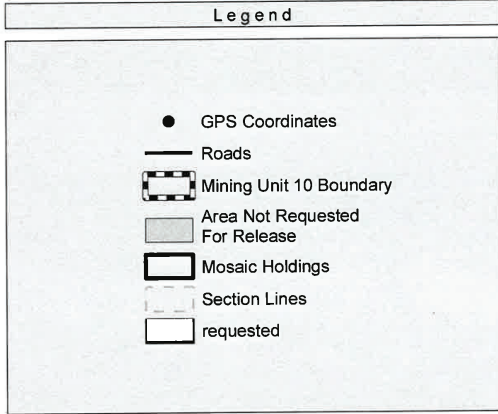 Legend
GPS Coordinates
Roads
Mining Unit 10 Boundary
Area Not Requested
For Release
Mosaic Holdings
Section Lines
requested